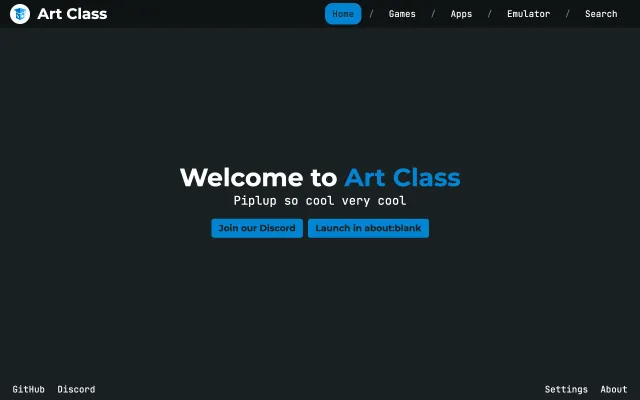 Art Class
Home / Games / Apps / Emulator / Search
Welcome to Art Class
Piplup so cool very cool
Join our Discord
Launch in about:blank
GitHub Discord
Settings About